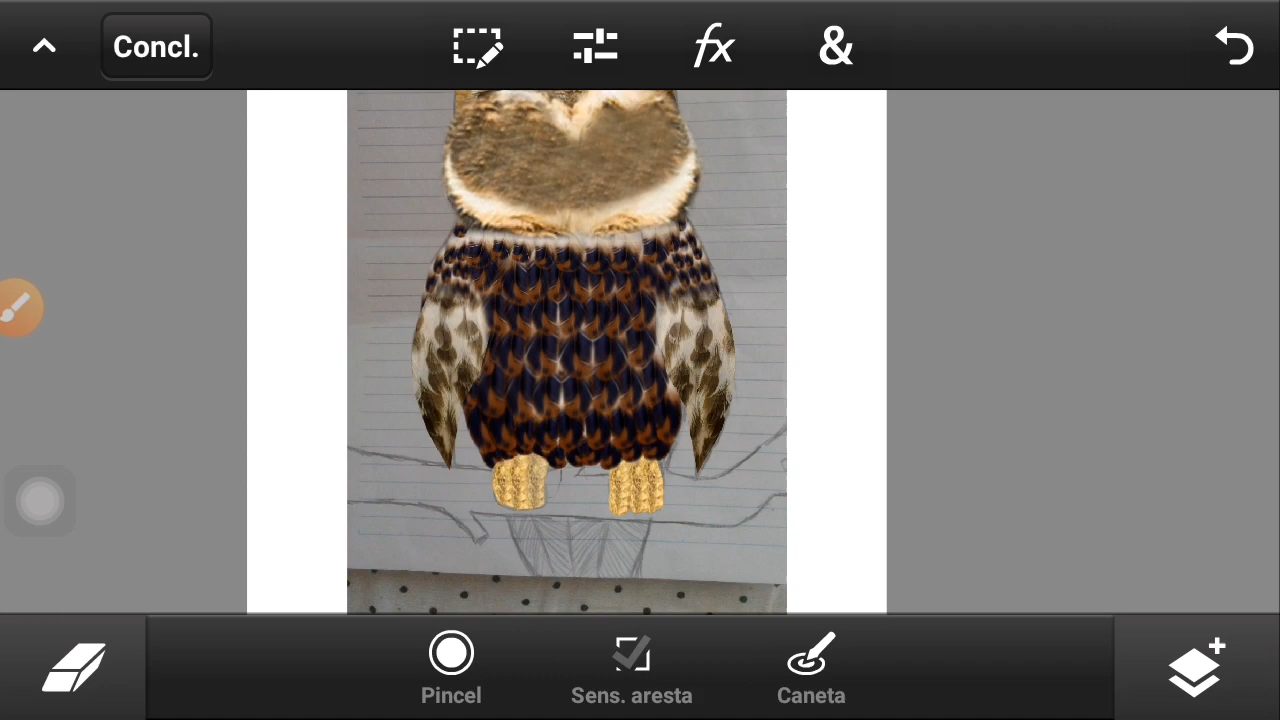 Concl.
fx
&
Pincel
Sens. aresta
Caneta